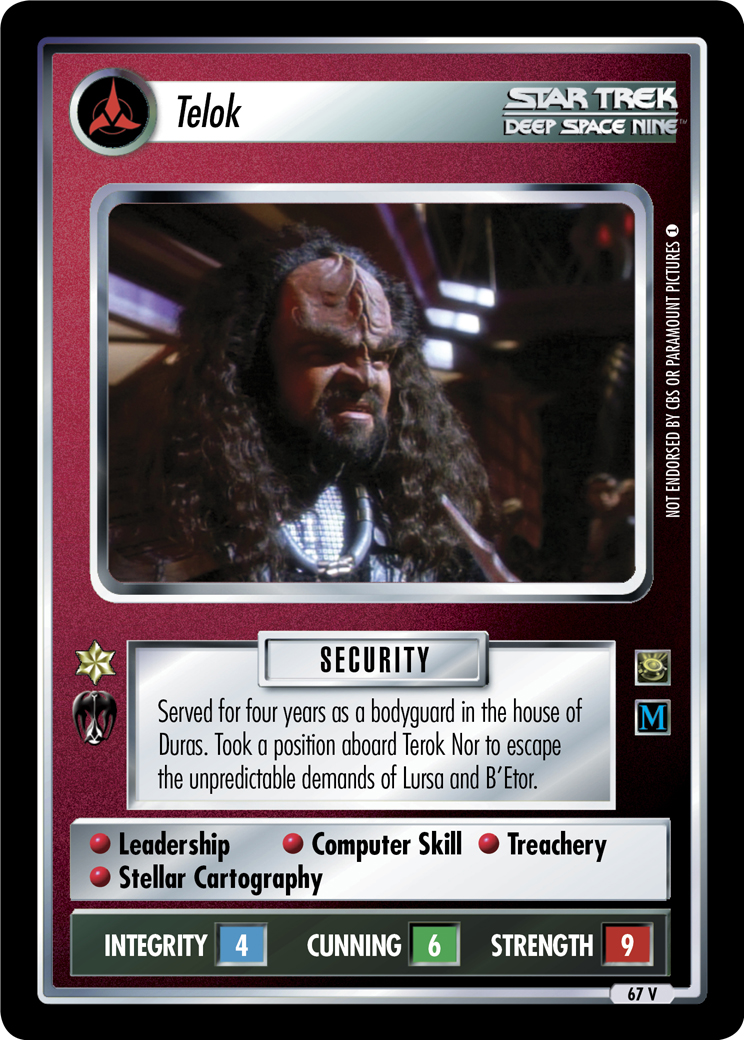 Telok
STAR TREK
DEEP SPACE NINE™
NOT ENDORSED BY CBS OR PARAMOUNT PICTURES 1
SECURITY
Served for four years as a bodyguard in the house of
Duras. Took a position aboard Terok Nor to escape
the unpredictable demands of Lursa and B'Etor.
M
Leadership Computer Skill Treachery
Stellar Cartography
INTEGRITY 4 CUNNING 6 STRENGTH 9
67 V